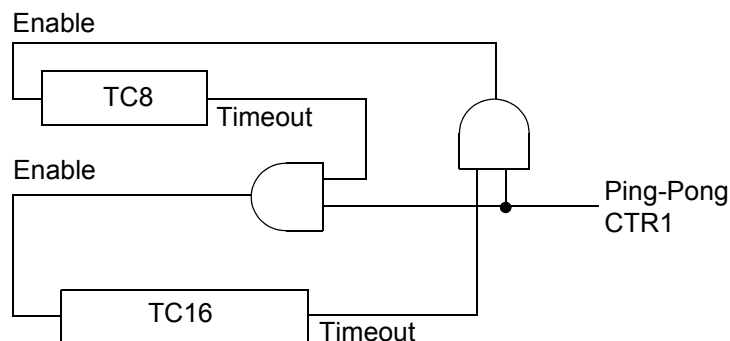 Enable
TC8
Timeout
Enable
Ping-Pong
CTR1
TC16
Timeout